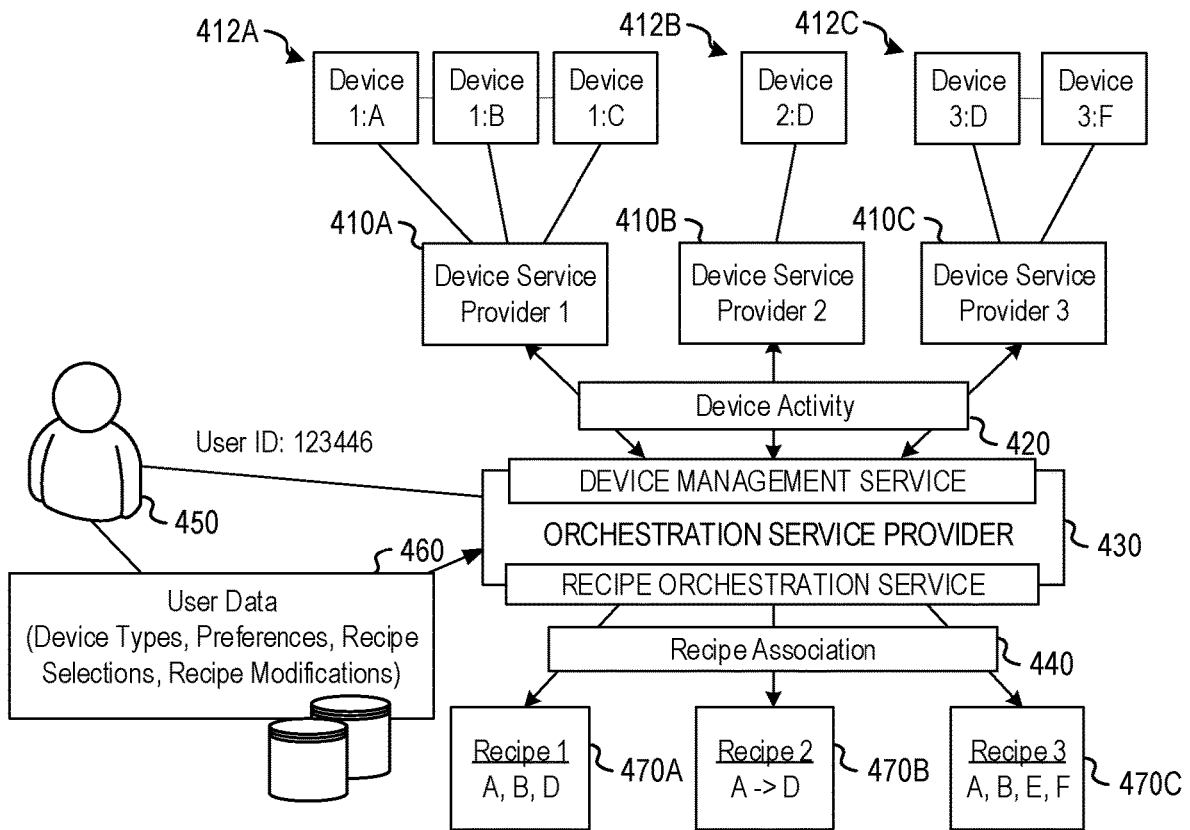 412A
412B
412C
Device
1:A
Device
1:B
Device
1:C
Device
2:D
Device
3:D
Device
3:F
410A
410B
410C
Device Service
Provider 1
Device Service
Provider 2
Device Service
Provider 3
Device Activity
420
User ID: 123446
450
DEVICE MANAGEMENT SERVICE
ORCHESTRATION SERVICE PROVIDER
430
RECIPE ORCHESTRATION SERVICE
460
User Data
(Device Types, Preferences, Recipe
Selections, Recipe Modifications)
Recipe Association
440
Recipe 1
A, B, D
470A
Recipe 2
A -> D
470B
Recipe 3
A, B, E, F
470C